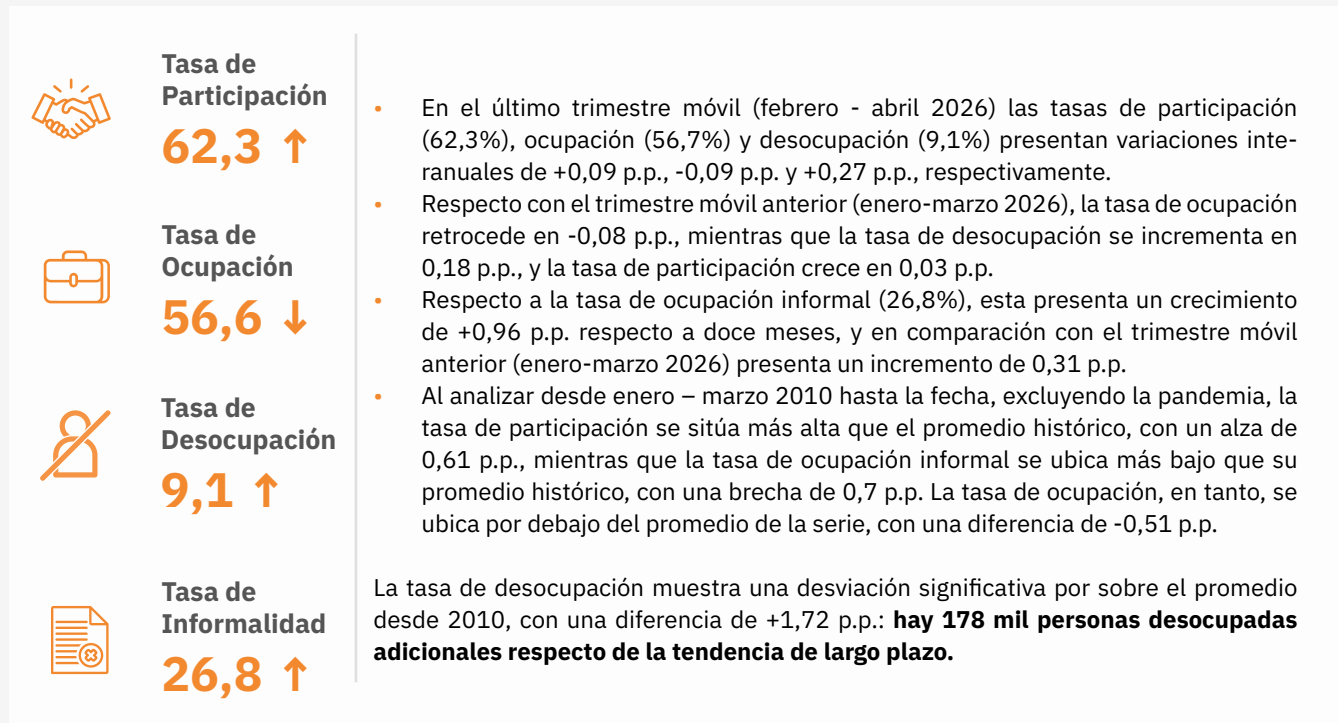 Tasa de
Participación
62,3 ↑
Tasa de
Ocupación
56,6 ↓
Tasa de
Desocupación
9,1 ↑
Tasa de
Informalidad
26,8 ↑
• En el último trimestre móvil (febrero - abril 2026) las tasas de participación
(62,3%), ocupación (56,7%) y desocupación (9,1%) presentan variaciones inte-
ranuales de +0,09 p.p., -0,09 p.p. y +0,27 p.p., respectivamente.
• Respecto con el trimestre móvil anterior (enero-marzo 2026), la tasa de ocupación
retrocede en -0,08 p.p., mientras que la tasa de desocupación se incrementa en
0,18 p.p., y la tasa de participación crece en 0,03 p.p.
• Respecto a la tasa de ocupación informal (26,8%), esta presenta un crecimiento
de +0,96 p.p. respecto a doce meses, y en comparación con el trimestre móvil
anterior (enero-marzo 2026) presenta un incremento de 0,31 p.p.
• Al analizar desde enero – marzo 2010 hasta la fecha, excluyendo la pandemia, la
tasa de participación se sitúa más alta que el promedio histórico, con un alza de
0,61 p.p., mientras que la tasa de ocupación informal se ubica más bajo que su
promedio histórico, con una brecha de 0,7 p.p. La tasa de ocupación, en tanto, se
ubica por debajo del promedio de la serie, con una diferencia de -0,51 p.p.
La tasa de desocupación muestra una desviación significativa por sobre el promedio
desde 2010, con una diferencia de +1,72 p.p.: hay 178 mil personas desocupadas
adicionales respecto de la tendencia de largo plazo.